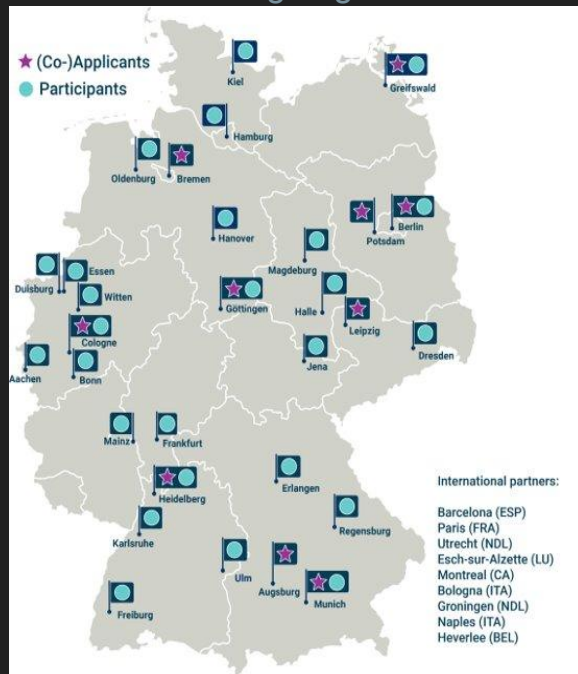 (Co-)Applicants
Participants
Kiel
Greifswald
Hamburg
Oldenburg
Bremen
Hanover
Potsdam
Berlin
Magdeburg
Essen
Duisburg
Witten
Göttingen
Halle
Leipzig
Cologne
Dresden
Jena
Aachen
Bonn
Mainz
Frankfurt
Heidelberg
Erlangen
Regensburg
Karlsruhe
Ulm
Augsburg
Munich
Freiburg
International partners:
Barcelona (ESP)
Paris (FRA)
Utrecht (NDL)
Esch-sur-Alzette (LU)
Montreal (CA)
Bologna (ITA)
Groningen (NDL)
Naples (ITA)
Heverlee (BEL)